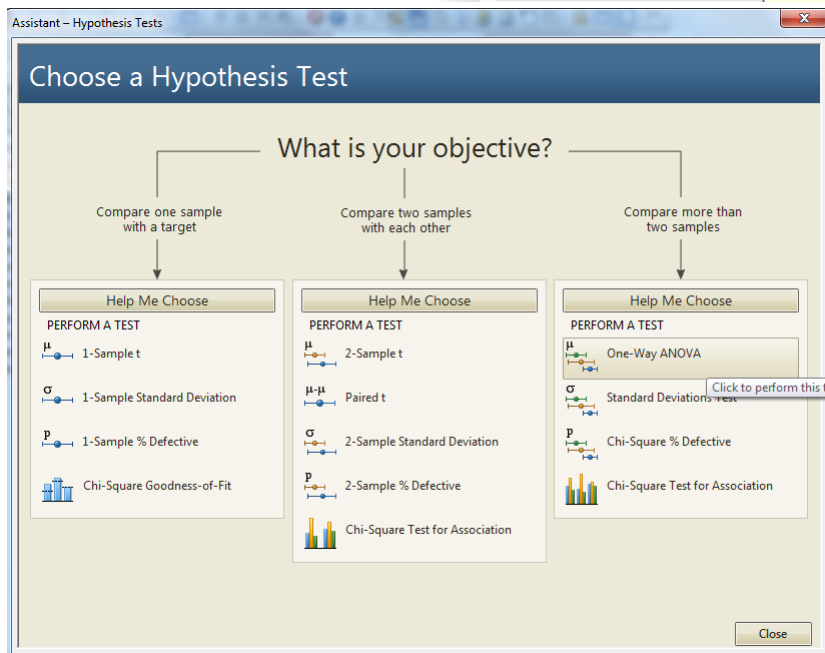 Assistant – Hypothesis Tests
x
Choose a Hypothesis Test
What is your objective?
Compare one sample
with a target
Compare two samples
with each other
Compare more than
two samples
Help Me Choose
PERFORM A TEST
μ
1-Sample t
σ
1-Sample Standard Deviation
p
1-Sample % Defective
Chi-Square Goodness-of-Fit
Help Me Choose
PERFORM A TEST
μ
2-Sample t
μ-μ
Paired t
σ
2-Sample Standard Deviation
p
2-Sample % Defective
Chi-Square Test for Association
Help Me Choose
PERFORM A TEST
μ
One-Way ANOVA
Click to perform this
σ
Standard Deviations Test
p
Chi-Square % Defective
Chi-Square Test for Association
Close